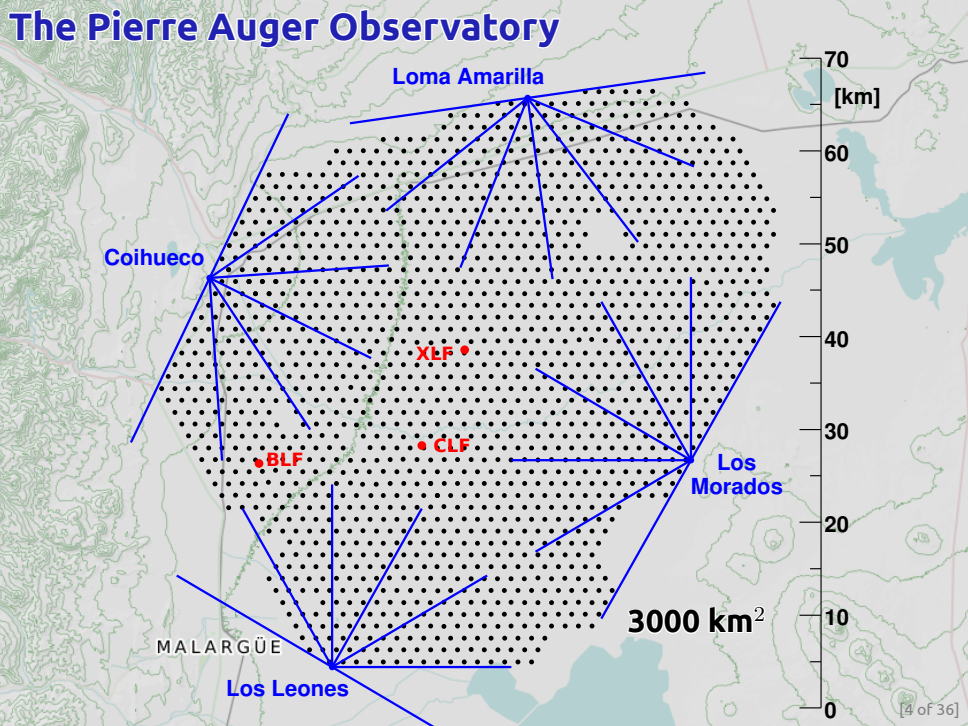 The Pierre Auger Observatory
Loma Amarilla
70
[km]
60
Coihueco
50
40
XLF
30
CLF
BLF
Los
Morados
20
10
3000 km²
MALARGÜE
Los Leones
0
[4 of 36]